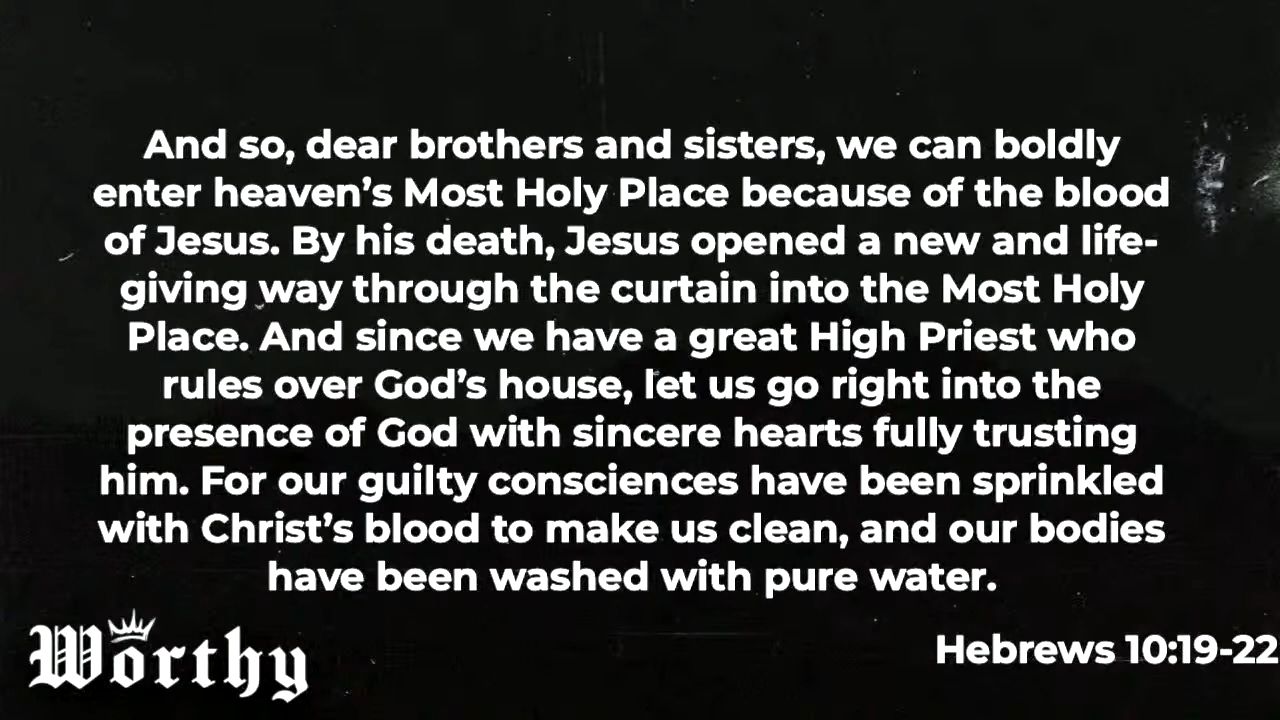 And so, dear brothers and sisters, we can boldly
enter heaven’s Most Holy Place because of the blood
of Jesus. By his death, Jesus opened a new and life-
giving way through the curtain into the Most Holy
Place. And since we have a great High Priest who
rules over God’s house, let us go right into the
presence of God with sincere hearts fully trusting
him. For our guilty consciences have been sprinkled
with Christ’s blood to make us clean, and our bodies
have been washed with pure water.
Worthy
Hebrews 10:19-22